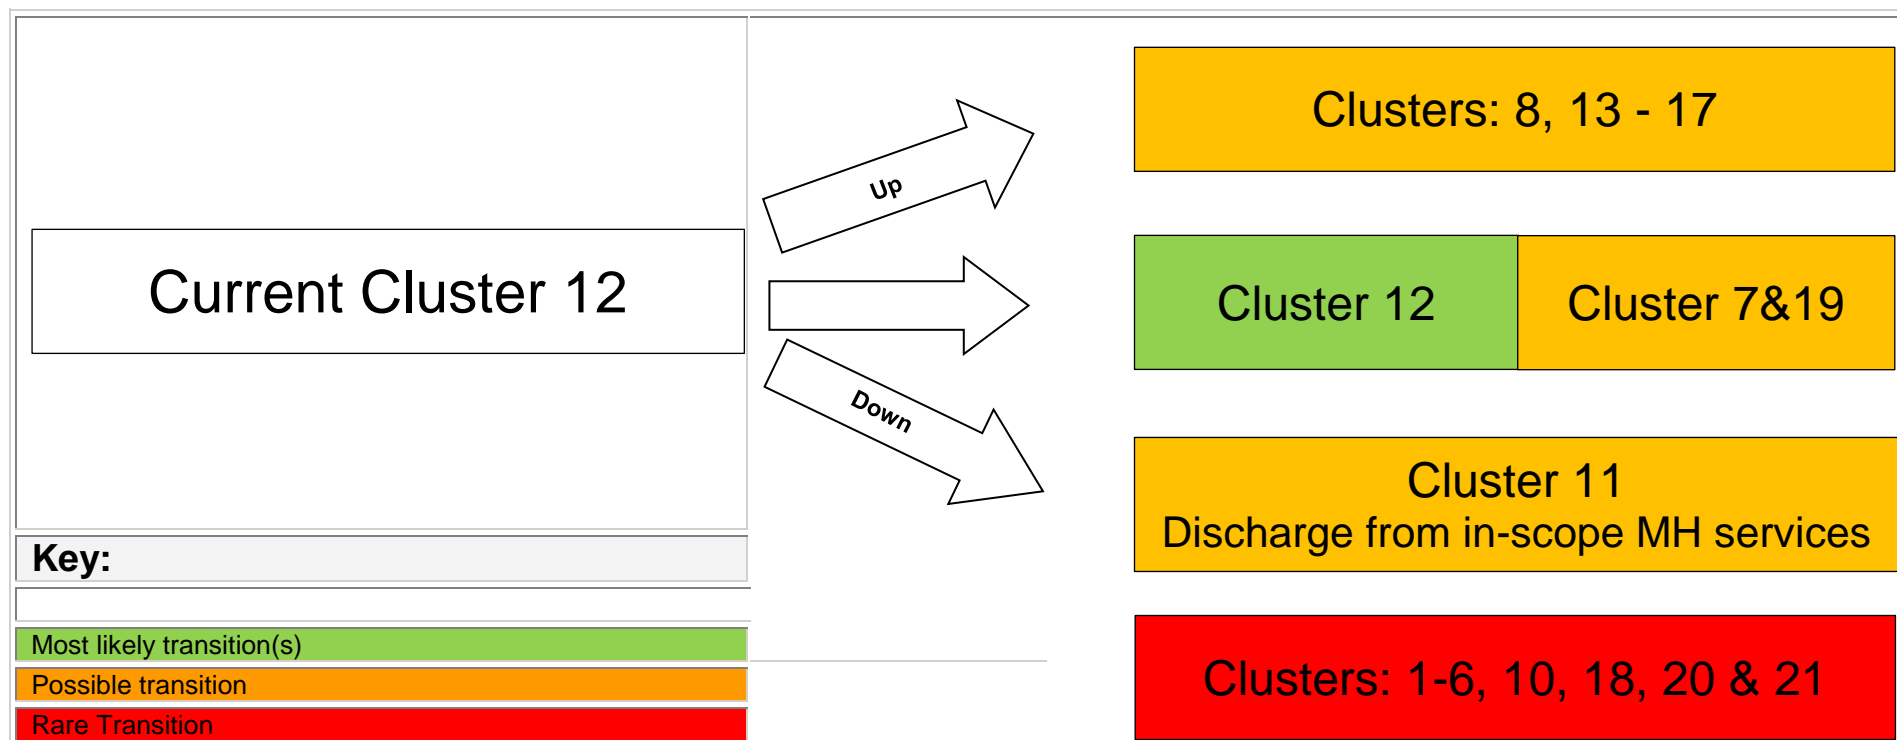 Current Cluster 12
Key:
Most likely transition(s)
Possible transition
Rare Transition
Up
Down
Clusters: 8, 13 - 17
Cluster 12
Cluster 7&19
Cluster 11
Discharge from in-scope MH services
Clusters: 1-6, 10, 18, 20 & 21